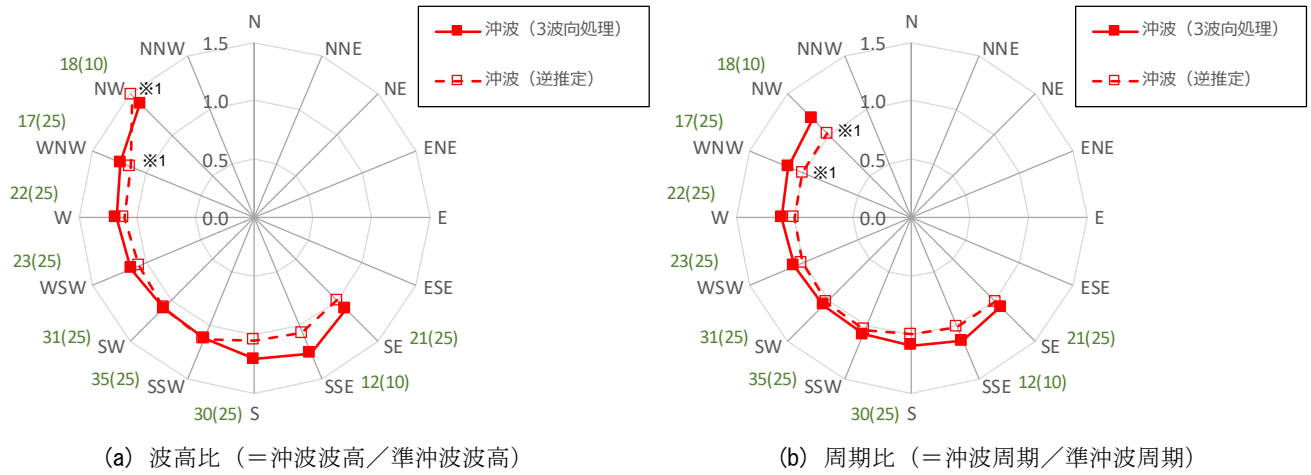 沖波（3波向処理）
沖波（逆推定）
N
NNE
NE
ENE
E
ESE
SE
21(25)
SSE
12(10)
S
30(25)
SSW
35(25)
SW
31(25)
WSW
23(25)
W
22(25)
WNW
17(25)
NW
18(10)
NNW
1.5
1.0
0.5
0.0
※1
※1
(a) 波高比（＝沖波波高／準沖波波高）
沖波（3波向処理）
沖波（逆推定）
N
NNE
NE
ENE
E
ESE
SE
21(25)
SSE
12(10)
S
30(25)
SSW
35(25)
SW
31(25)
WSW
23(25)
W
22(25)
WNW
17(25)
NW
18(10)
NNW
1.5
1.0
0.5
0.0
※1
※1
(b) 周期比（＝沖波周期／準沖波周期）